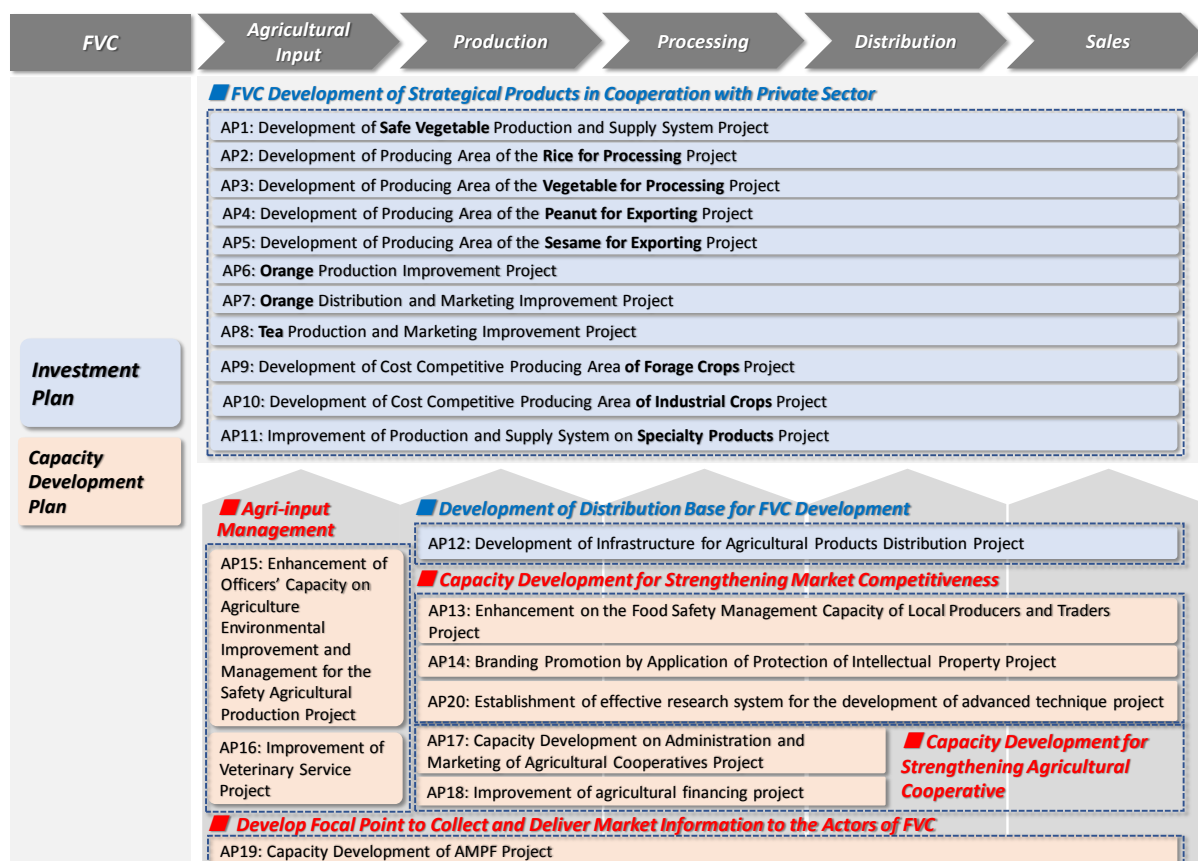 FVC
Agricultural
Input
Production
Processing
Distribution
Sales
FVC Development of Strategical Products in Cooperation with Private Sector
AP1: Development of Safe Vegetable Production and Supply System Project
AP2: Development of Producing Area of the Rice for Processing Project
AP3: Development of Producing Area of the Vegetable for Processing Project
AP4: Development of Producing Area of the Peanut for Exporting Project
AP5: Development of Producing Area of the Sesame for Exporting Project
AP6: Orange Production Improvement Project
AP7: Orange Distribution and Marketing Improvement Project
AP8: Tea Production and Marketing Improvement Project
AP9: Development of Cost Competitive Producing Area of Forage Crops Project
AP10: Development of Cost Competitive Producing Area of Industrial Crops Project
AP11: Improvement of Production and Supply System on Specialty Products Project
Investment
Plan
Capacity
Development
Plan
Agri-input
Management
AP15: Enhancement of
Officers’ Capacity on
Agriculture
Environmental
Improvement and
Management for the
Safety Agricultural
Production Project
AP16: Improvement of
Veterinary Service
Project
Development of Distribution Base for FVC Development
AP12: Development of Infrastructure for Agricultural Products Distribution Project
Capacity Development for Strengthening Market Competitiveness
AP13: Enhancement on the Food Safety Management Capacity of Local Producers and Traders
Project
AP14: Branding Promotion by Application of Protection of Intellectual Property Project
AP20: Establishment of effective research system for the development of advanced technique project
AP17: Capacity Development on Administration and
Marketing of Agricultural Cooperatives Project
AP18: Improvement of agricultural financing project
Capacity Development for
Strengthening Agricultural
Cooperative
Develop Focal Point to Collect and Deliver Market Information to the Actors of FVC
AP19: Capacity Development of AMPF Project